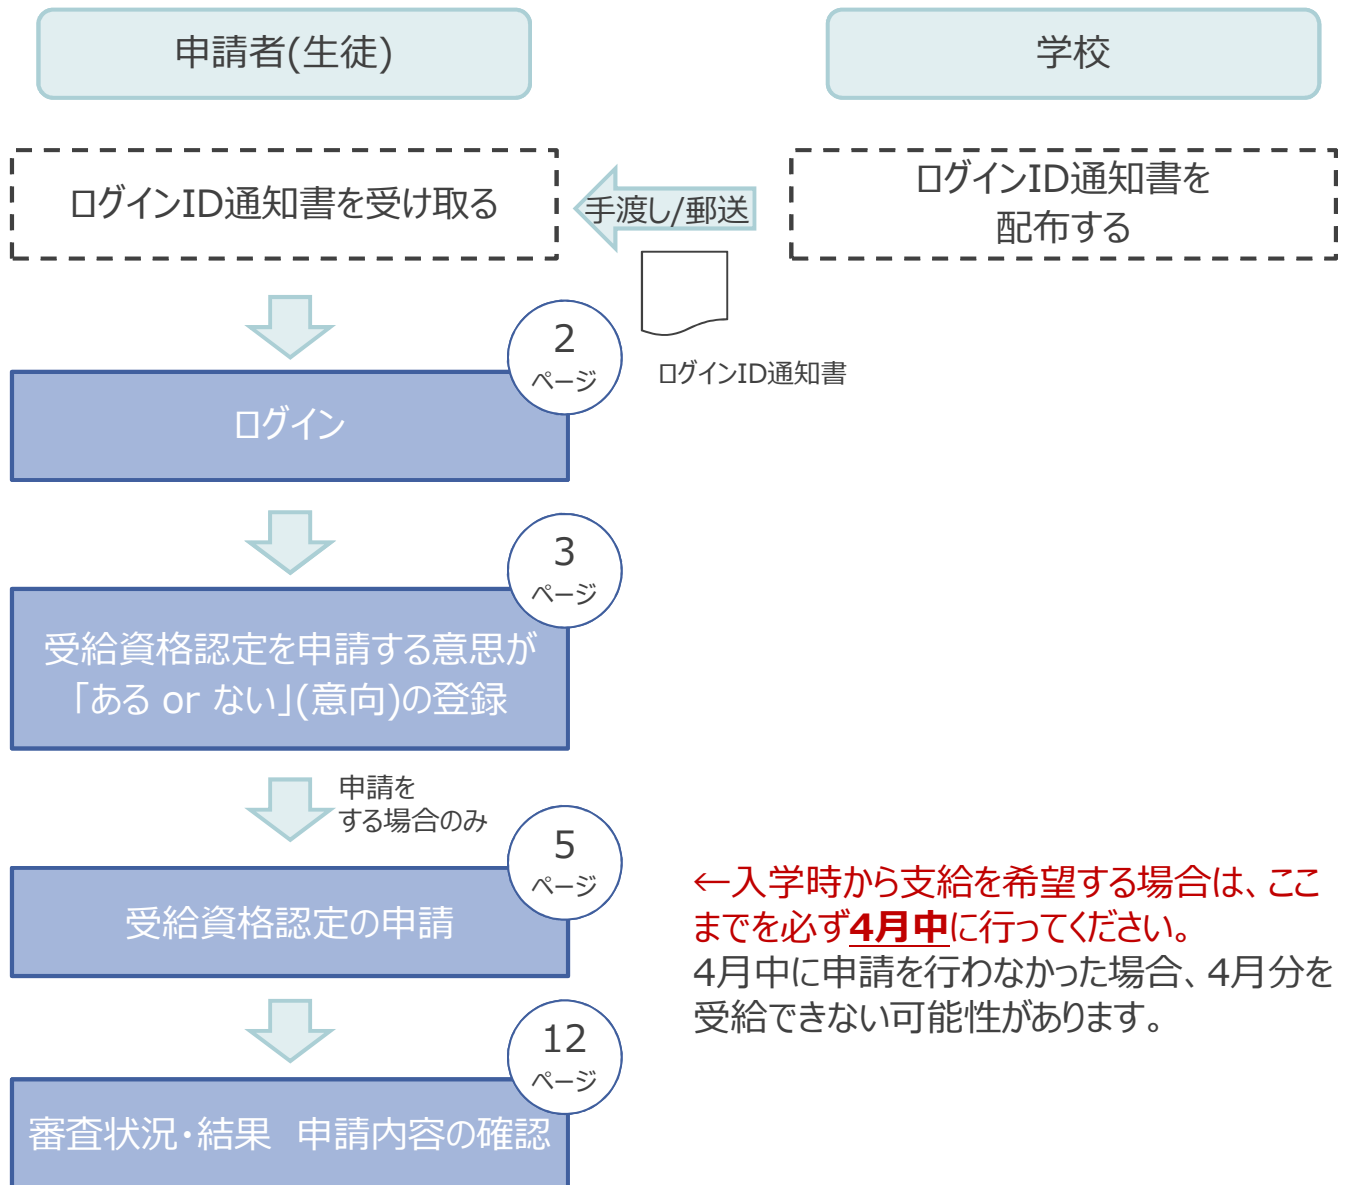 申請者(生徒)
学校
ログインID通知書を受け取る
手渡し/郵送
ログインID通知書を
配布する
ログインID通知書
2
ページ
ログイン
3
ページ
受給資格認定を申請する意思が
「ある or ない」(意向)の登録
申請を
する場合のみ
5
ページ
受給資格認定の申請
←入学時から支給を希望する場合は、ここ
までを必ず4月中に行ってください。
4月中に申請を行わなかった場合、4月分を
受給できない可能性があります。
12
ページ
審査状況・結果　申請内容の確認